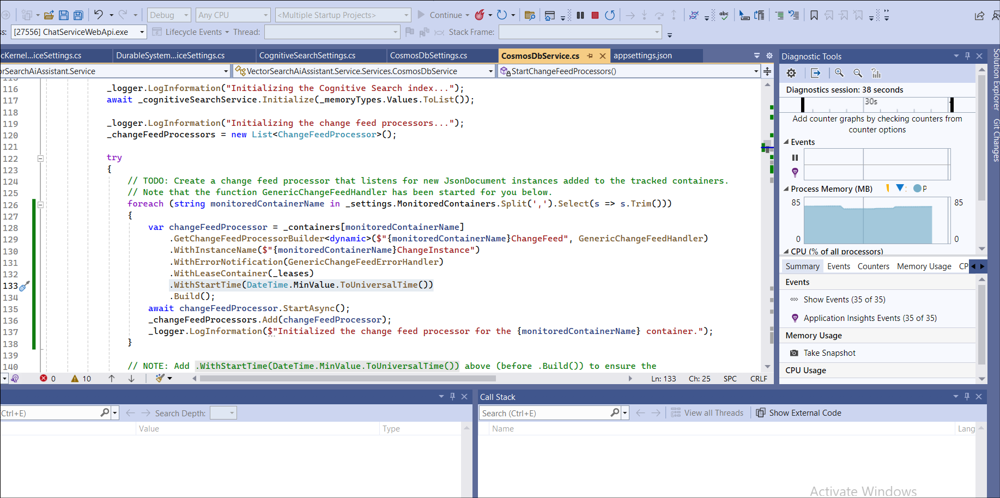 Debug
Any CPU
<Multiple Startup Projects>
Continue
abc
ss: [27556] ChatServiceWebApi.exe
Lifecycle Events
Thread:
Stack Frame:
cKernel...iceSettings.cs
DurableSystem...iceSettings.cs
CognitiveSearchSettings.cs
CosmosDbSettings.cs
CosmosDbService.cs
appsettings.json
orSearchAiAssistant.Service
VectorSearchAiAssistant.Service.Services.CosmosDbService
StartChangeFeedProcessors()
115
116 _logger.LogInformation("Initializing the Cognitive Search index...");
117 await _cognitiveSearchService.Initialize(_memoryTypes.Values.ToList());
118
119 _logger.LogInformation("Initializing the change feed processors...");
120 _changeFeedProcessors = new List<ChangeFeedProcessor>();
121
122 try
123 {
124 // TODO: Create a change feed processor that listens for new JsonDocument instances added to the tracked containers.
125 // Note that the function GenericChangeFeedHandler has been started for you below.
126 foreach (string monitoredContainerName in _settings.MonitoredContainers.Split(',').Select(s => s.Trim()))
127 {
128 var changeFeedProcessor = _containers[monitoredContainerName]
129 .GetChangeFeedProcessorBuilder<dynamic>($"{monitoredContainerName}ChangeFeed", GenericChangeFeedHandler)
130 .WithInstanceName($"{monitoredContainerName}ChangeInstance")
131 .WithErrorNotification(GenericChangeFeedErrorHandler)
132 .WithLeaseContainer(_leases)
133 .WithStartTime(DateTime.MinValue.ToUniversalTime())
134 .Build();
135 await changeFeedProcessor.StartAsync();
136 _changeFeedProcessors.Add(changeFeedProcessor);
137 _logger.LogInformation($"Initialized the change feed processor for the {monitoredContainerName} container.");
138 }
139
140 // NOTE: Add .WithStartTime(DateTime.MinValue.ToUniversalTime()) above (before .Build()) to ensure the
0
10
Ln: 133
Ch: 25
SPC
CRLF
Diagnostic Tools
Diagnostics session: 38 seconds
30s
Add counter graphs by checking counters from
counter options
Events
Process Memory (MB)
P
85
85
0
0
CPU (% of all processors)
Summary
Events
Counters
Memory Usage
CP
Events
Show Events (35 of 35)
Application Insights Events (35 of 35)
Memory Usage
Take Snapshot
CPU Usage
Solution Explorer
Git Changes
(Ctrl+E)
Search Depth:
Value
Type
Call Stack
Search (Ctrl+E)
View all Threads
Show External Code
Name
Lang
Activate Windows